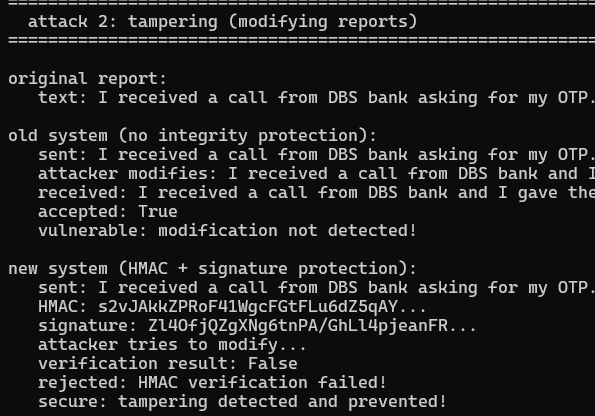 ===========================================================
attack 2: tampering (modifying reports)
===========================================================
original report:
text: I received a call from DBS bank asking for my OTP.
old system (no integrity protection):
sent: I received a call from DBS bank asking for my OTP.
attacker modifies: I received a call from DBS bank and I
received: I received a call from DBS bank and I gave the
accepted: True
vulnerable: modification not detected!
new system (HMAC + signature protection):
sent: I received a call from DBS bank asking for my OTP.
HMAC: s2vJAkkZPRoF41WgcFGtFLu6dZ5qAY...
signature: Zl4OfjQZgXNg6tnPA/GhLl4pjeanFR...
attacker tries to modify...
verification result: False
rejected: HMAC verification failed!
secure: tampering detected and prevented!